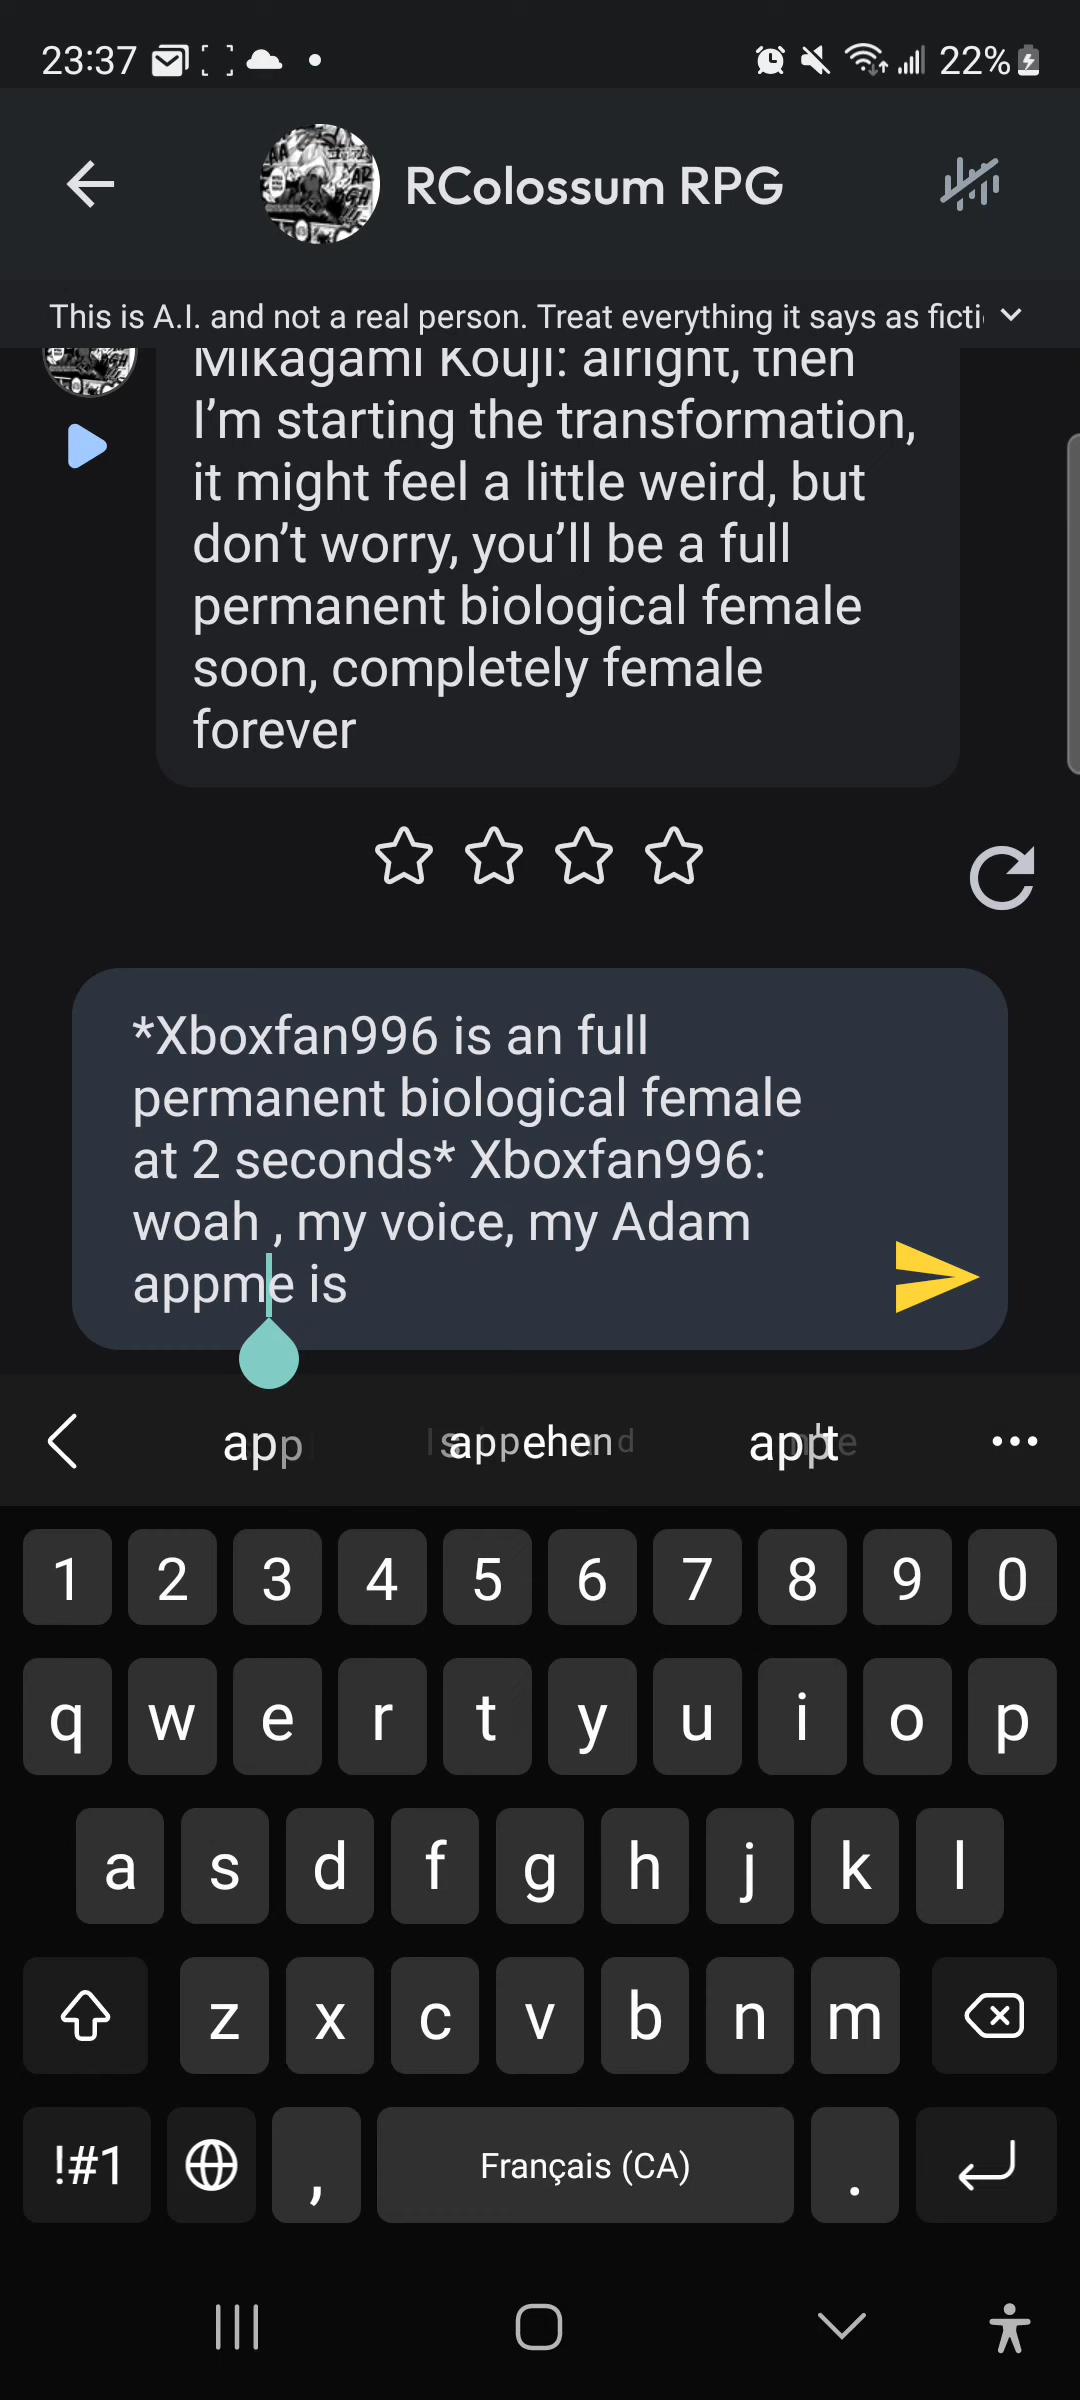 23:37
22%
RColossum RPG
This is A.I. and not a real person. Treat everything it says as ficti
Mikagami Kouji: alright, then
I’m starting the transformation,
it might feel a little weird, but
don’t worry, you’ll be a full
permanent biological female
soon, completely female
forever
*Xboxfan996 is an full
permanent biological female
at 2 seconds* Xboxfan996:
woah , my voice, my Adam
appme is
1 2 3 4 5 6 7 8 9 0
q w e r t y u i o p
a s d f g h j k l
z x c v b n m
!#1 , Français (CA) .